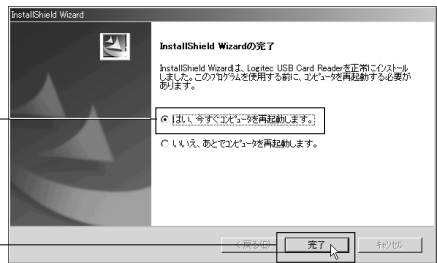 InstallShield Wizard
InstallShield Wizardの完了
InstallShield Wizardは、Logitec USB Card Readerを正常にインストール
しました。このプログラムを使用する前に、コンピュータを再起動する必要が
あります。
はい、今すぐコンピュータを再起動します。
いいえ、あとでコンピュータを再起動します。
< 戻る(B)
完了
キャンセル